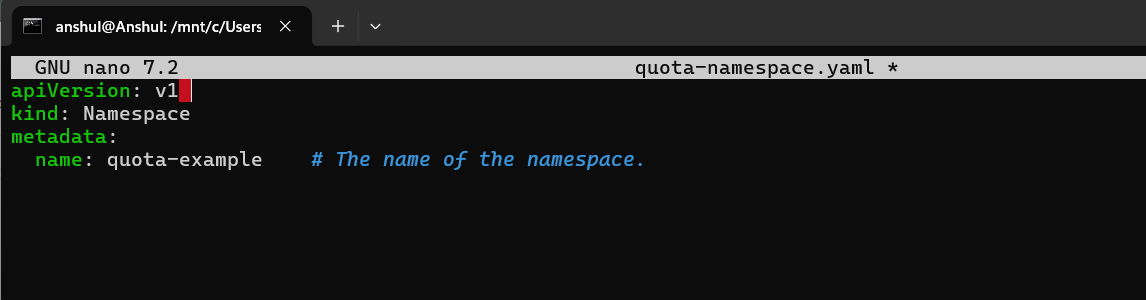 anshul@Anshul: /mnt/c/Users
GNU nano 7.2 quota-namespace.yaml *
apiVersion: v1
kind: Namespace
metadata:
  name: quota-example    # The name of the namespace.